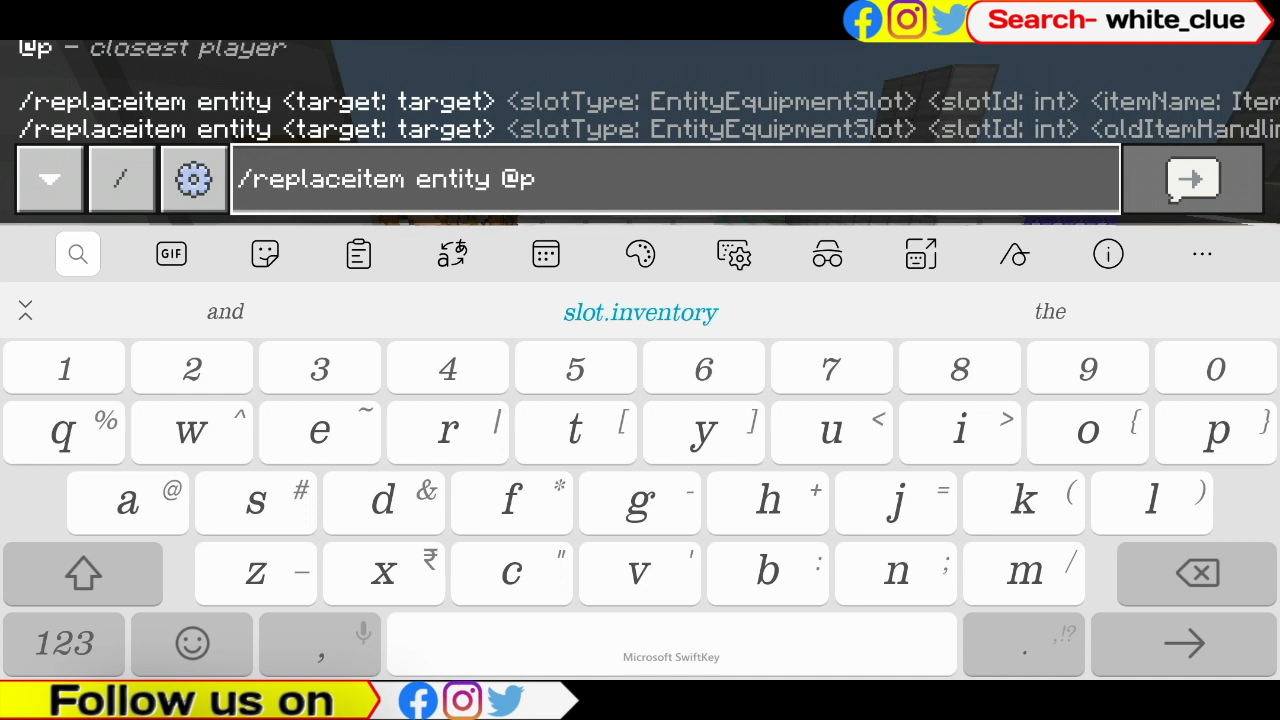 Search- white_clue
@p - closest player
/replaceitem entity <target: target> <slotType: EntityEquipmentSlot> <slotId: int> <itemName: Item
/replaceitem entity <target: target> <slotType: EntityEquipmentSlot> <slotId: int> <oldItemHandlin
/ /replaceitem entity @p
GIF
and slot.inventory the
1 2 3 4 5 6 7 8 9 0
q % w ^ e ~ r | t [ y ] u < i > o { p }
a @ s # d & f * g - h + j = k ( l )
z _ x ₹ c " v ' b : n ; m /
123 , Microsoft SwiftKey . ,!?
Follow us on